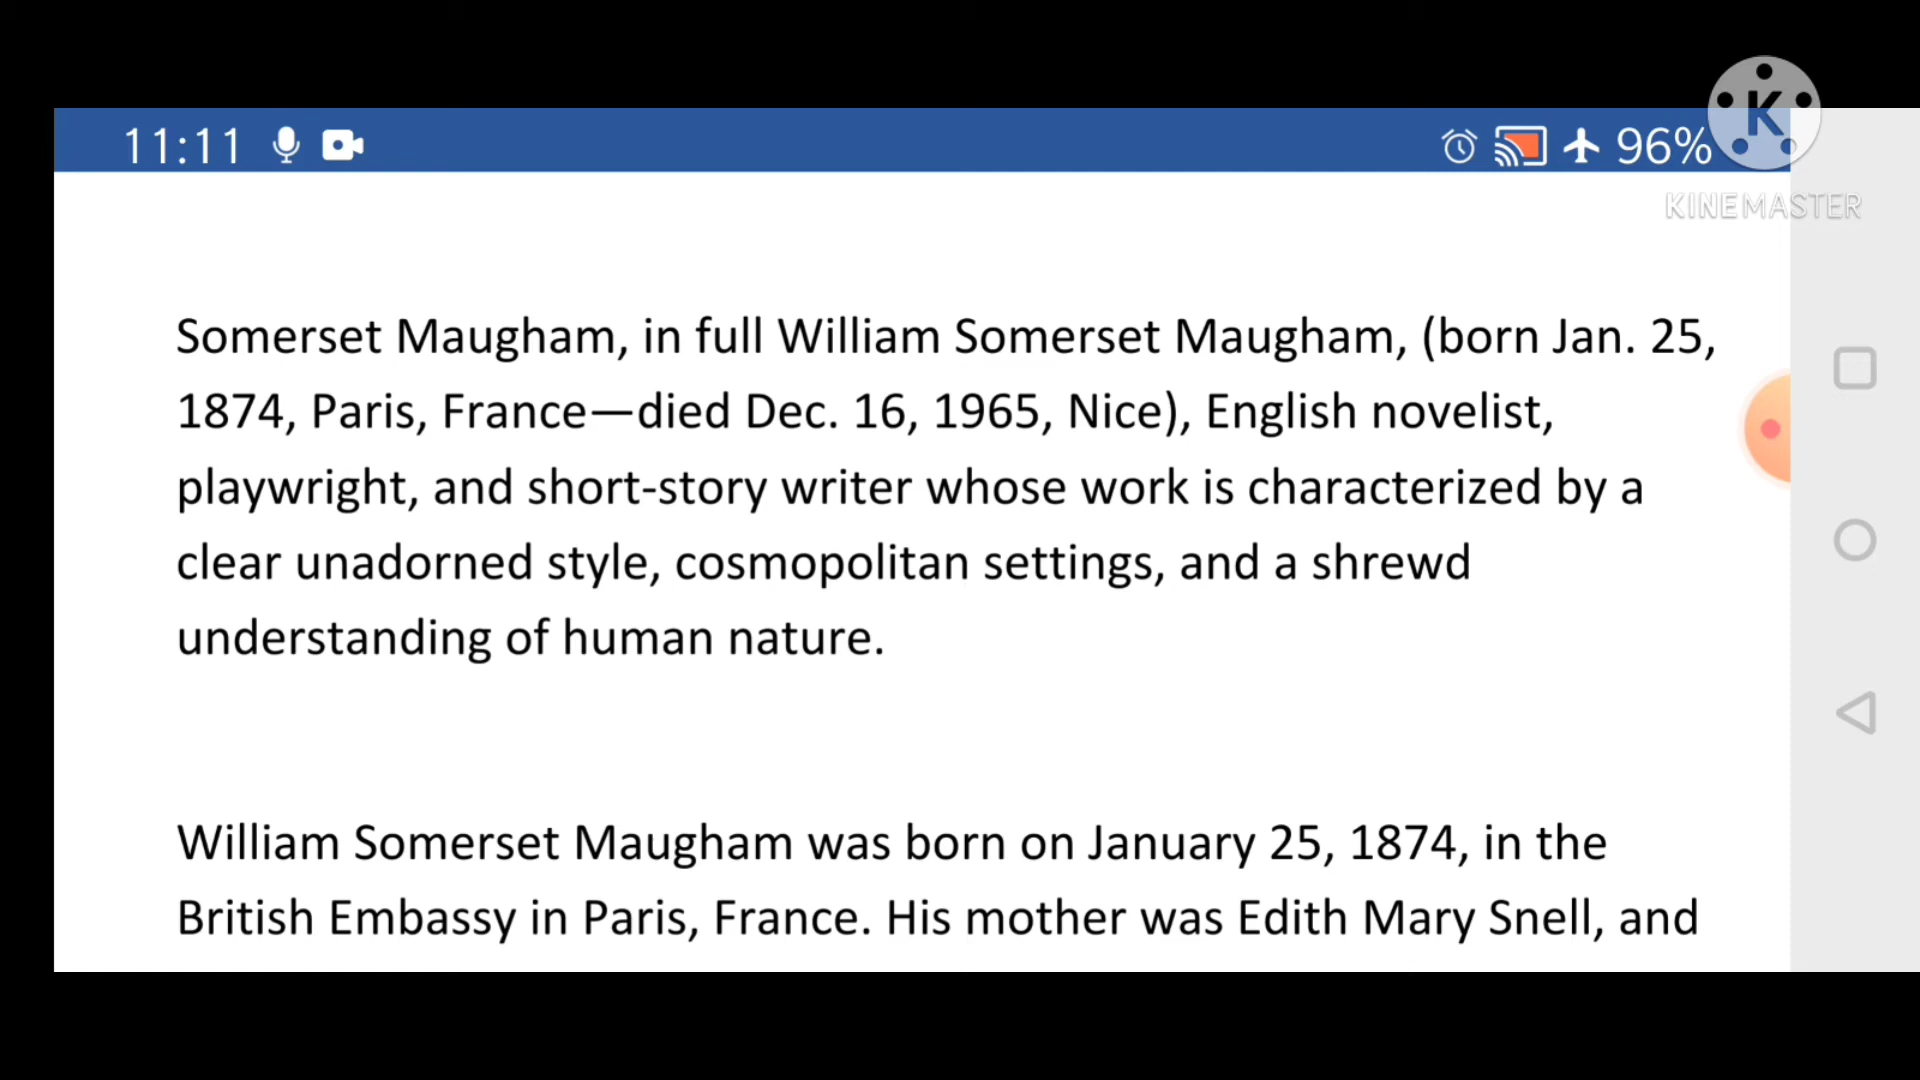 11:11 96%
K
KINEMASTER
Somerset Maugham, in full William Somerset Maugham, (born Jan. 25,
1874, Paris, France—died Dec. 16, 1965, Nice), English novelist,
playwright, and short-story writer whose work is characterized by a
clear unadorned style, cosmopolitan settings, and a shrewd
understanding of human nature.
William Somerset Maugham was born on January 25, 1874, in the
British Embassy in Paris, France. His mother was Edith Mary Snell, and